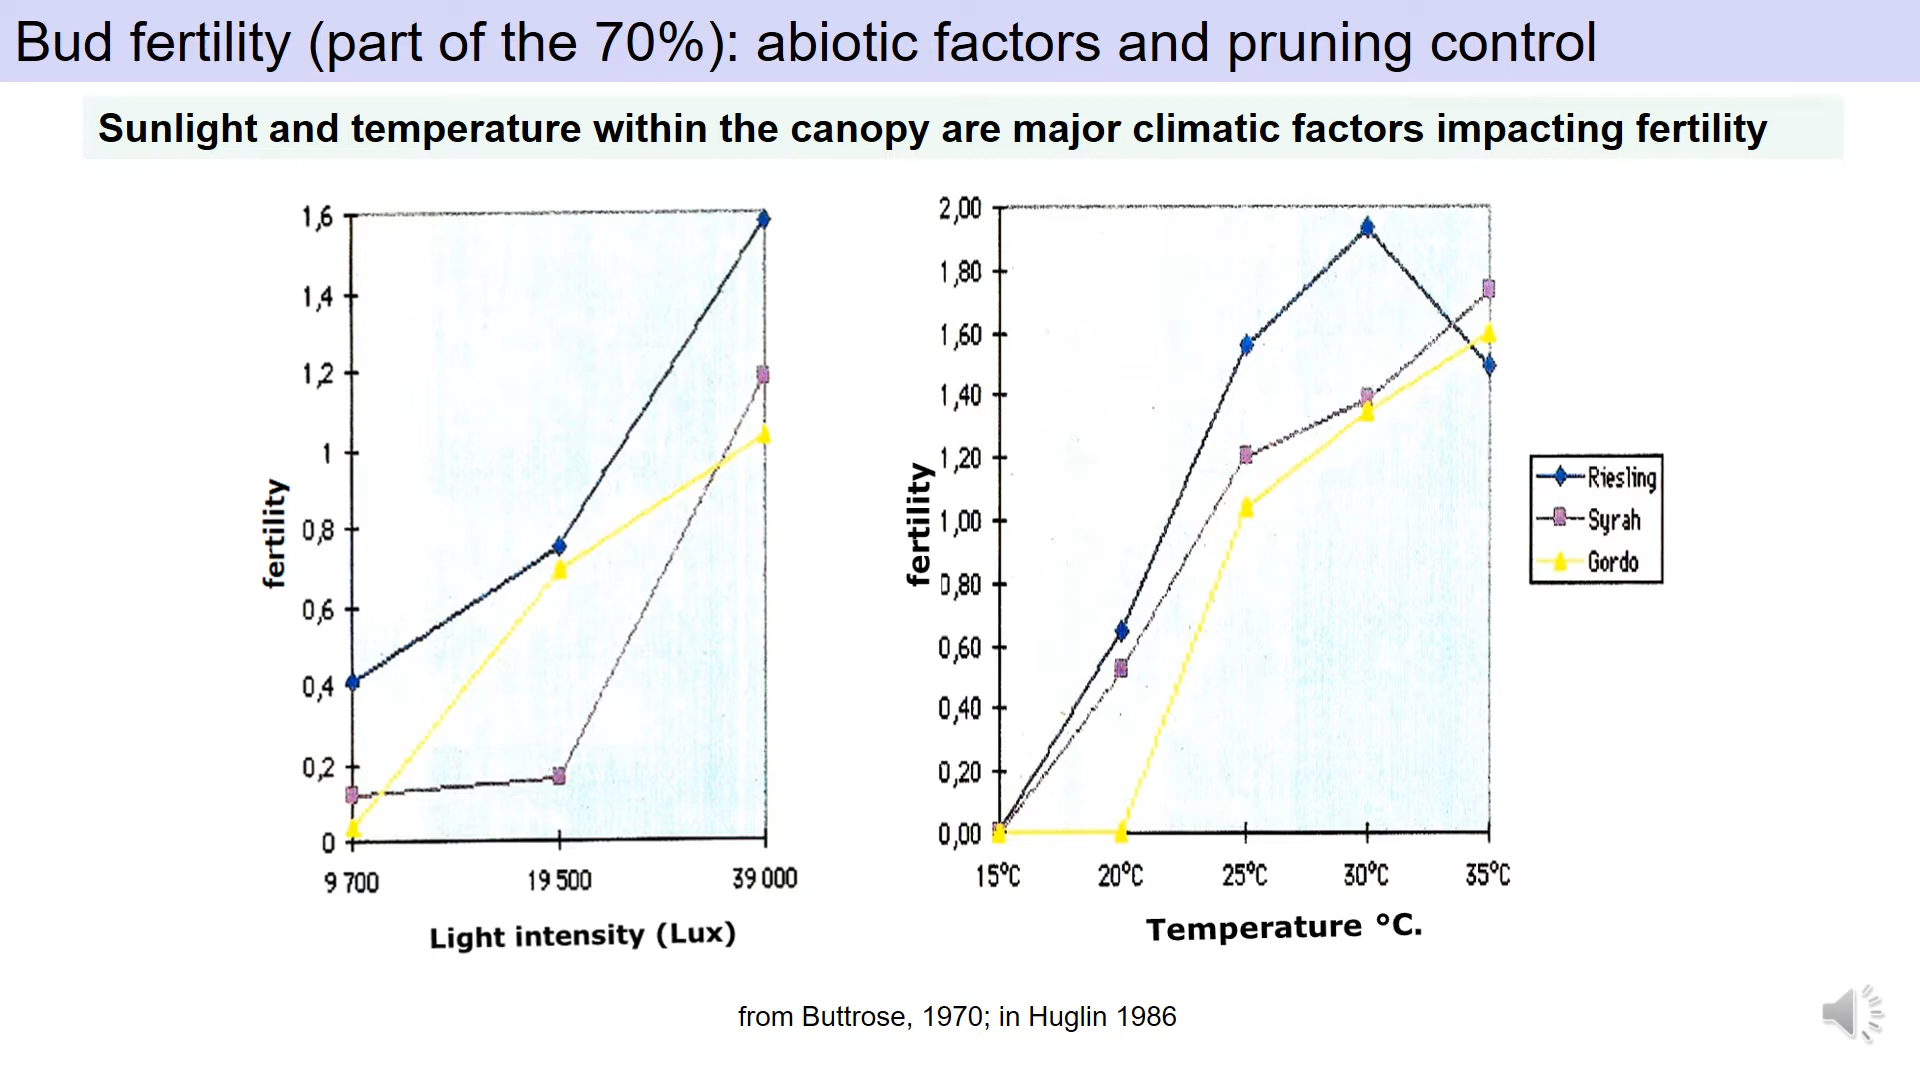 Bud fertility (part of the 70%): abiotic factors and pruning control
Sunlight and temperature within the canopy are major climatic factors impacting fertility
1,6
1,4
1,2
1
0,8
0,6
0,4
0,2
0
fertility
9 700 19 500 39 000
Light intensity (Lux)
2,00
1,80
1,60
1,40
1,20
1,00
0,80
0,60
0,40
0,20
0,00
fertility
15°C 20°C 25°C 30°C 35°C
Temperature °C.
Riesling
Syrah
Gordo
from Buttrose, 1970; in Huglin 1986